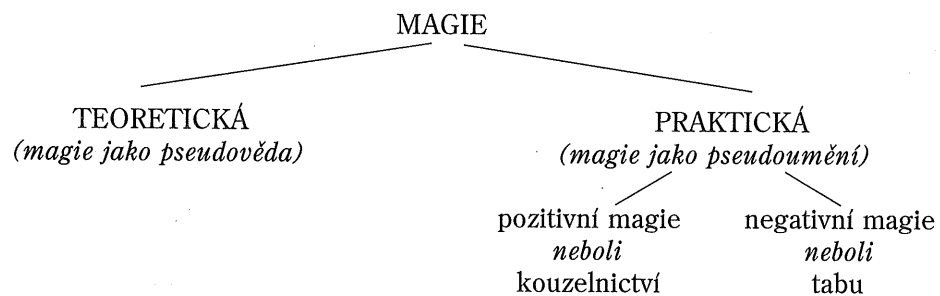 MAGIE
TEORETICKÁ
(magie jako pseudověda)
PRAKTICKÁ
(magie jako pseudoumění)
pozitivní magie
neboli
kouzelnictví
negativní magie
neboli
tabu